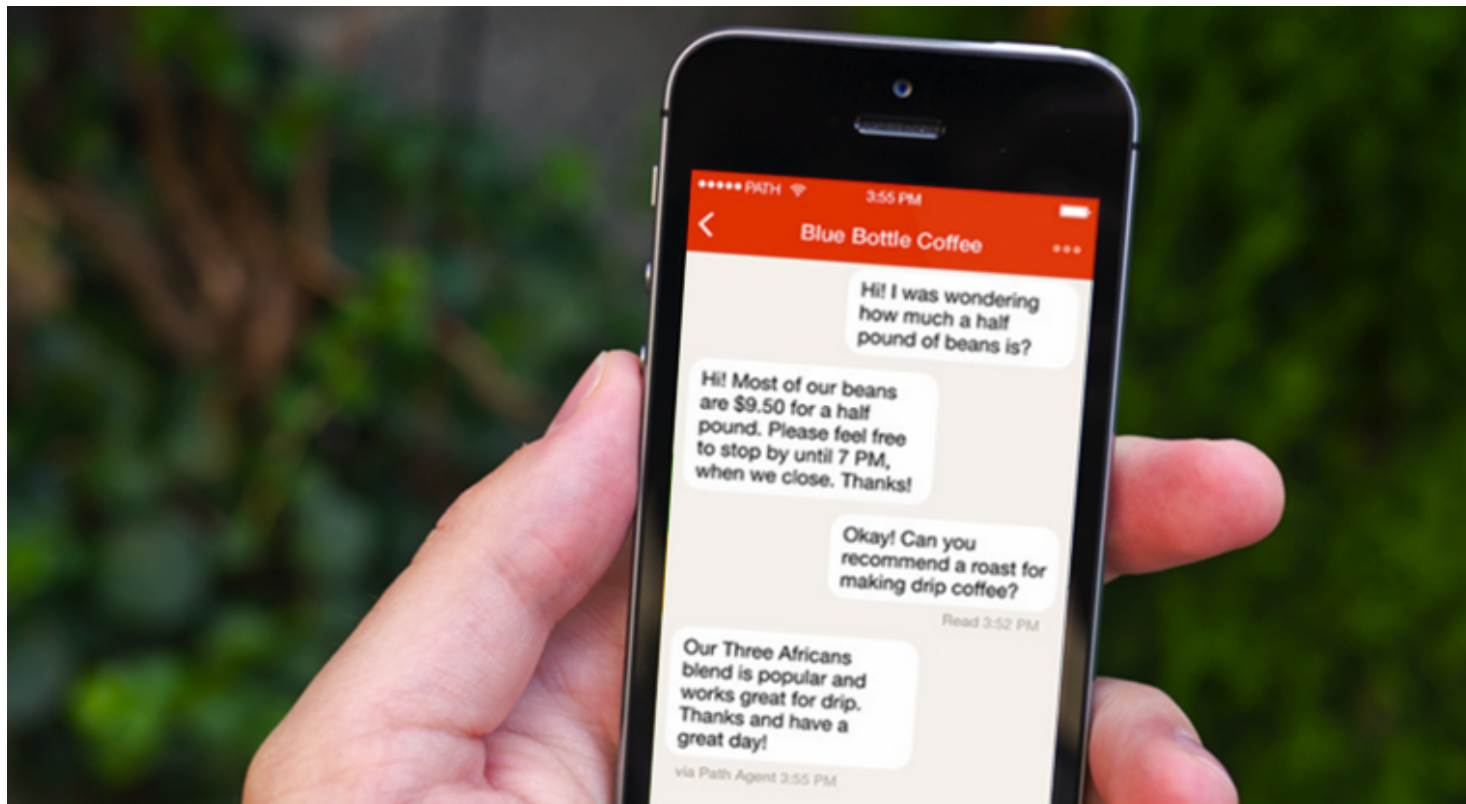 PATH 3:55 PM
Blue Bottle Coffee
Hi! I was wondering
how much a half
pound of beans is?
Hi! Most of our beans
are $9.50 for a half
pound. Please feel free
to stop by until 7 PM,
when we close. Thanks!
Okay! Can you
recommend a roast for
making drip coffee?
Read 3:52 PM
Our Three Africans
blend is popular and
works great for drip.
Thanks and have a
great day!
via Path Agent 3:55 PM